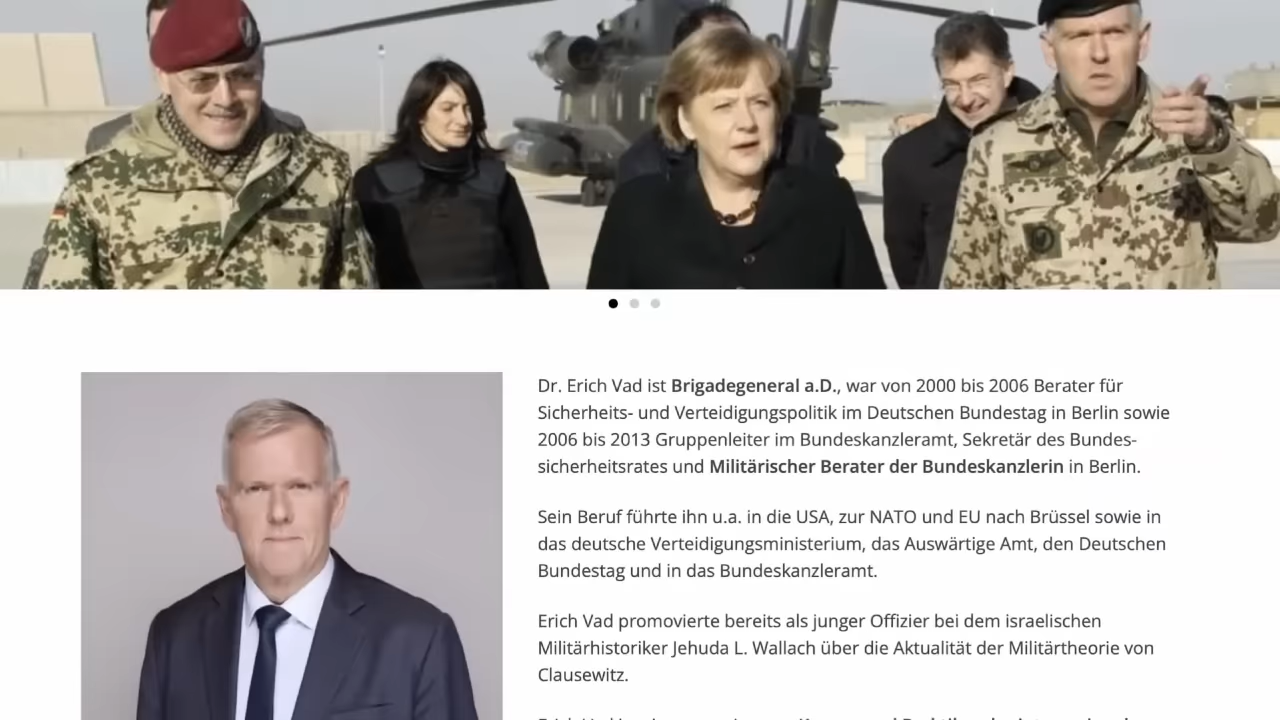 Dr. Erich Vad ist Brigadegeneral a.D., war von 2000 bis 2006 Berater für
Sicherheits- und Verteidigungspolitik im Deutschen Bundestag in Berlin sowie
2006 bis 2013 Gruppenleiter im Bundeskanzleramt, Sekretär des Bundes-
sicherheitsrates und Militärischer Berater der Bundeskanzlerin in Berlin.
Sein Beruf führte ihn u.a. in die USA, zur NATO und EU nach Brüssel sowie in
das deutsche Verteidigungsministerium, das Auswärtige Amt, den Deutschen
Bundestag und in das Bundeskanzleramt.
Erich Vad promovierte bereits als junger Offizier bei dem israelischen
Militärhistoriker Jehuda L. Wallach über die Aktualität der Militärtheorie von
Clausewitz.